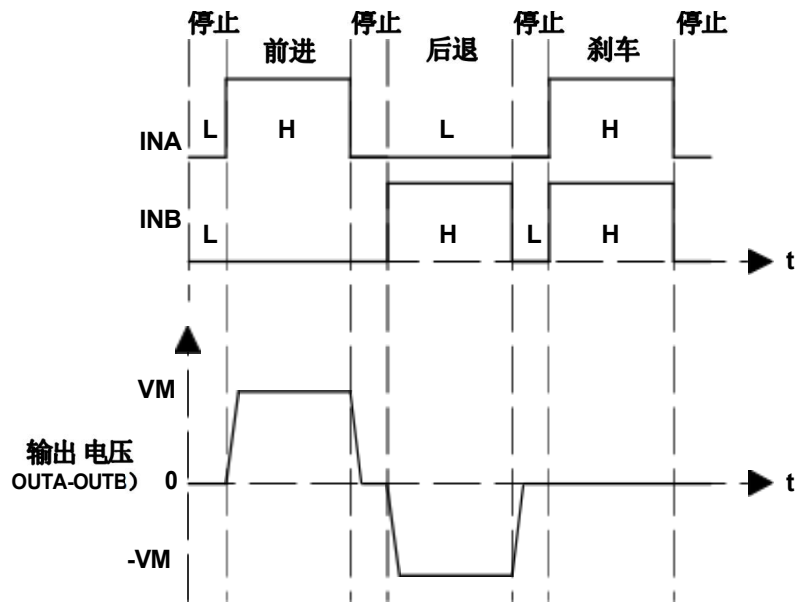 停止 停止 停止 停止
前进 后退 刹车
L H L H
INA
INB
L H L H
t
VM
输出 电压
OUTA-OUTB） 0
t
-VM